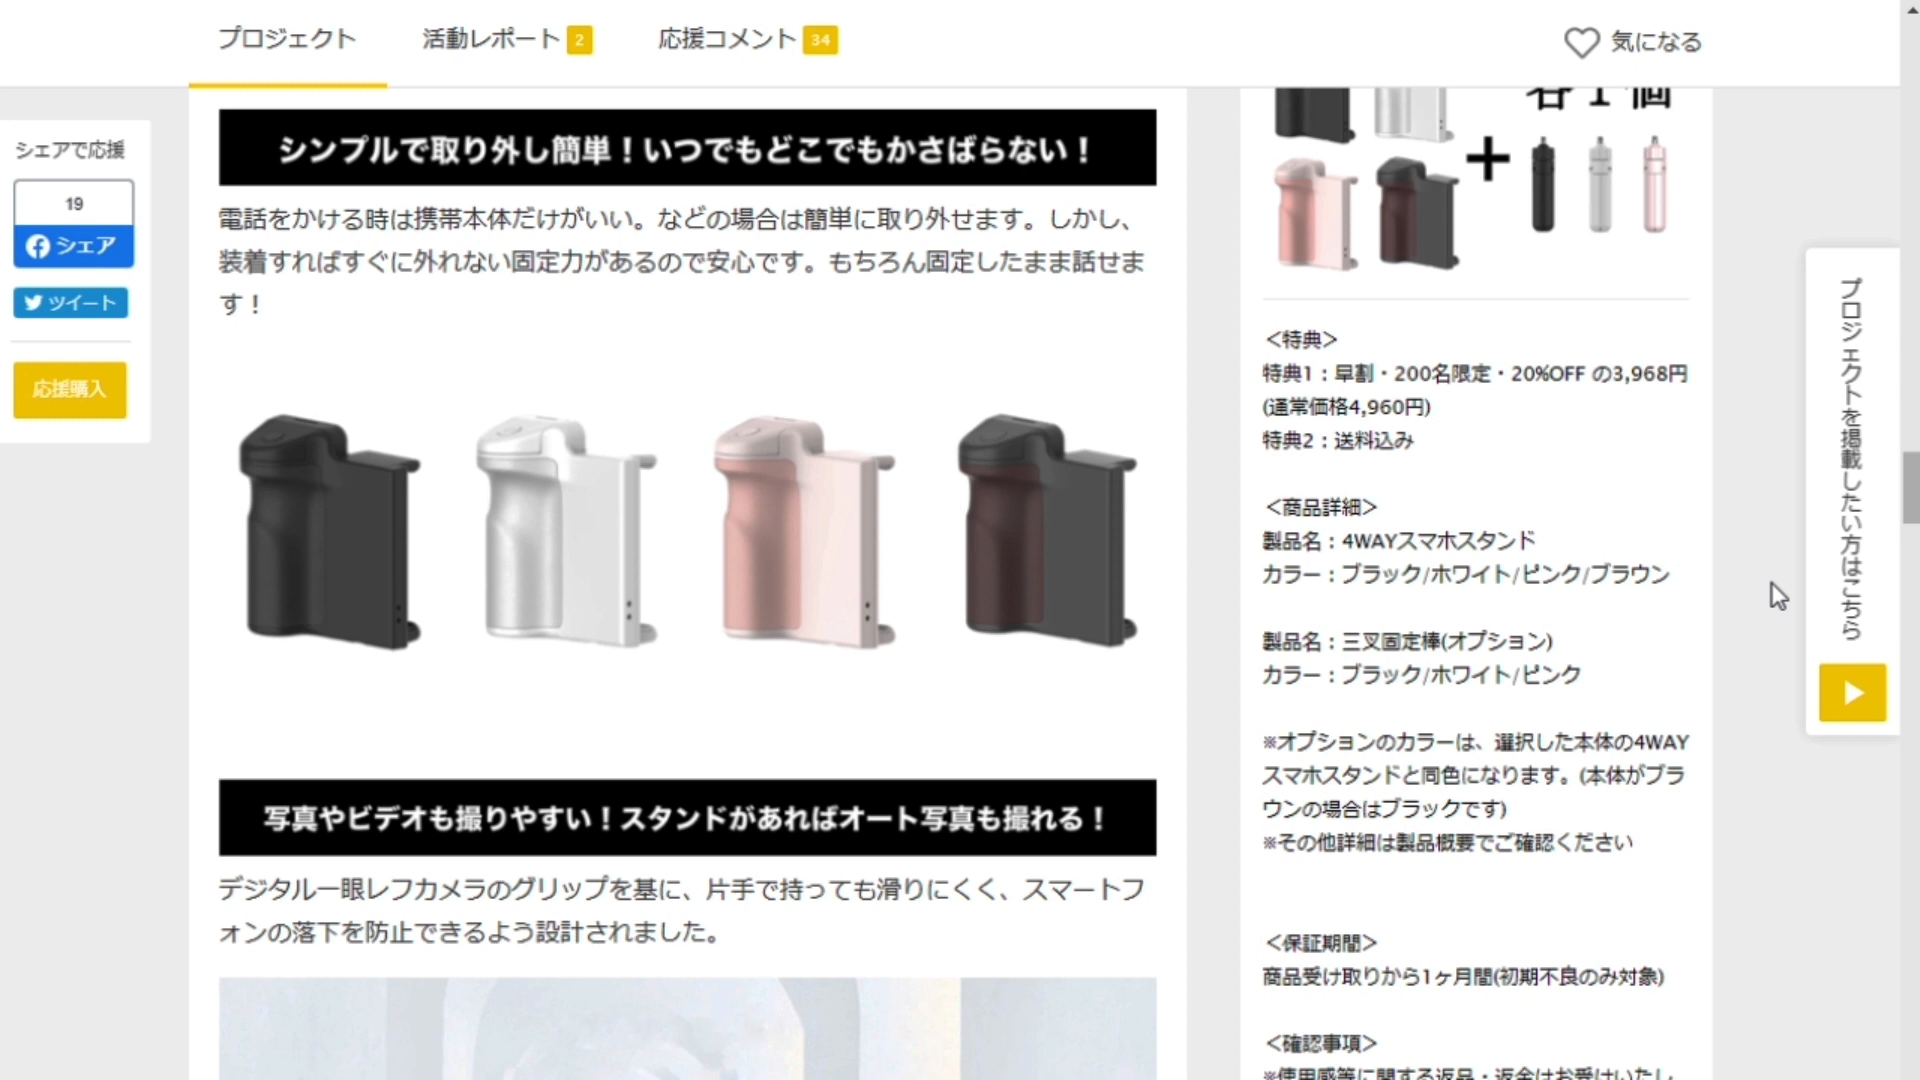 プロジェクト
活動レポート 2
応援コメント 34
気になる
シェアで応援
19
シェア
ツイート
応援購入
シンプルで取り外し簡単！いつでもどこでもかさばらない！
電話をかける時は携帯本体だけがいい。などの場合は簡単に取り外せます。しかし、
装着すればすぐに外れない固定力があるので安心です。もちろん固定したまま話せま
す！
写真やビデオも撮りやすい！スタンドがあればオート写真も撮れる！
デジタル一眼レフカメラのグリップを基に、片手で持っても滑りにくく、スマートフ
ォンの落下を防止できるよう設計されました。
各1個
+
＜特典＞
特典1：早割・200名限定・20%OFF の3,968円
(通常価格4,960円)
特典2：送料込み
＜商品詳細＞
製品名：4WAYスマホスタンド
カラー：ブラック/ホワイト/ピンク/ブラウン
製品名：三叉固定棒(オプション)
カラー：ブラック/ホワイト/ピンク
※オプションのカラーは、選択した本体の4WAY
スマホスタンドと同色になります。(本体がブラ
ウンの場合はブラックです)
※その他詳細は製品概要でご確認ください
＜保証期間＞
商品受け取りから1ヶ月間(初期不良のみ対象)
＜確認事項＞
※使用感等に関する返品・返金はお受けいたし
プロジェクトを掲載したい方はこちら